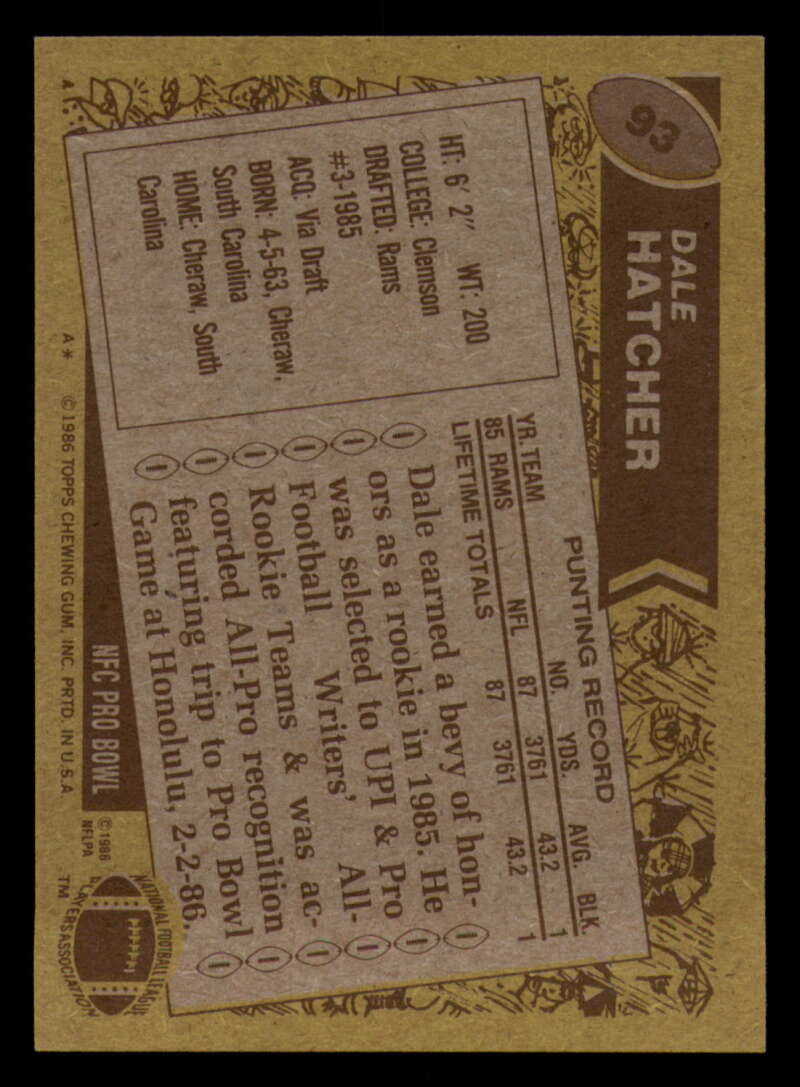 93
DALE
HATCHER
HT: 6' 2" WT: 200
COLLEGE: Clemson
DRAFTED: Rams
#3-1985
ACQ: Via Draft
BORN: 4-5-63, Cheraw,
South Carolina
HOME: Cheraw, South
Carolina
PUNTING RECORD
YR. TEAM NO. YDS. AVG. BLK.
85 RAMS NFL 87 3761 43.2 1
LIFETIME TOTALS 87 3761 43.2 1
Dale earned a bevy of hon-
ors as a rookie in 1985. He
was selected to UPI & Pro
Football Writers' All-
Rookie Teams & was ac-
corded All-Pro recognition
featuring trip to Pro Bowl
Game at Honolulu, 2-2-86.
NFC PRO BOWL
©1986
NFLPA
NATIONAL FOOTBALL LEAGUE
PLAYERS ASSOCIATION
TM
A* ©1986 TOPPS CHEWING GUM, INC. PRTD. IN U.S.A.